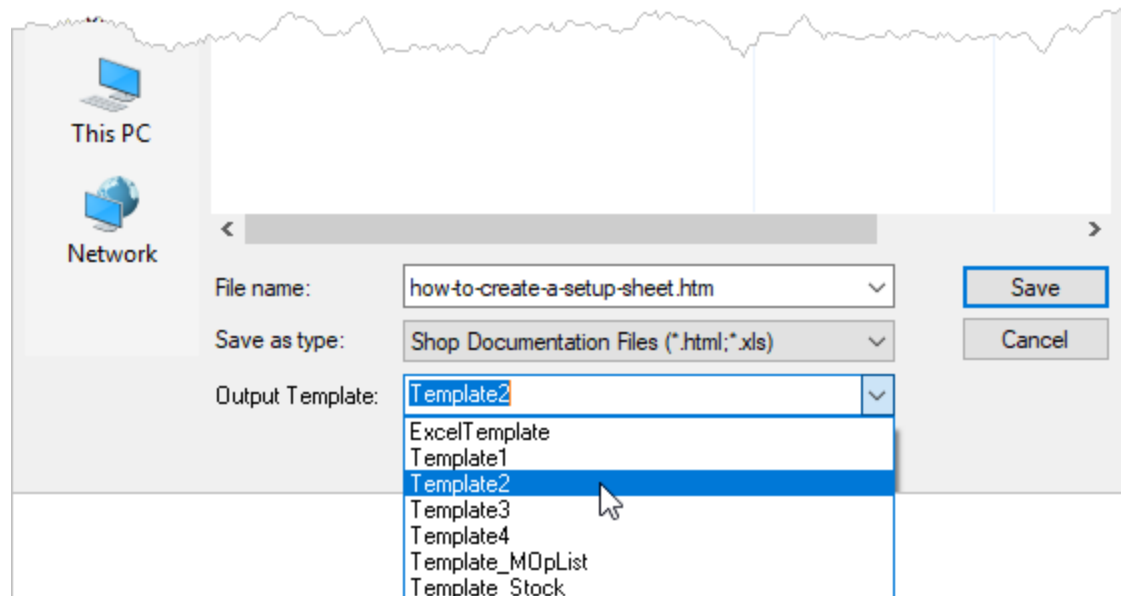 This PC
Network
File name:
how-to-create-a-setup-sheet.htm
Save
Save as type:
Shop Documentation Files (*.html;*.xls)
Cancel
Output Template:
Template2
ExcelTemplate
Template1
Template2
Template3
Template4
Template_MOpList
Template_Stock